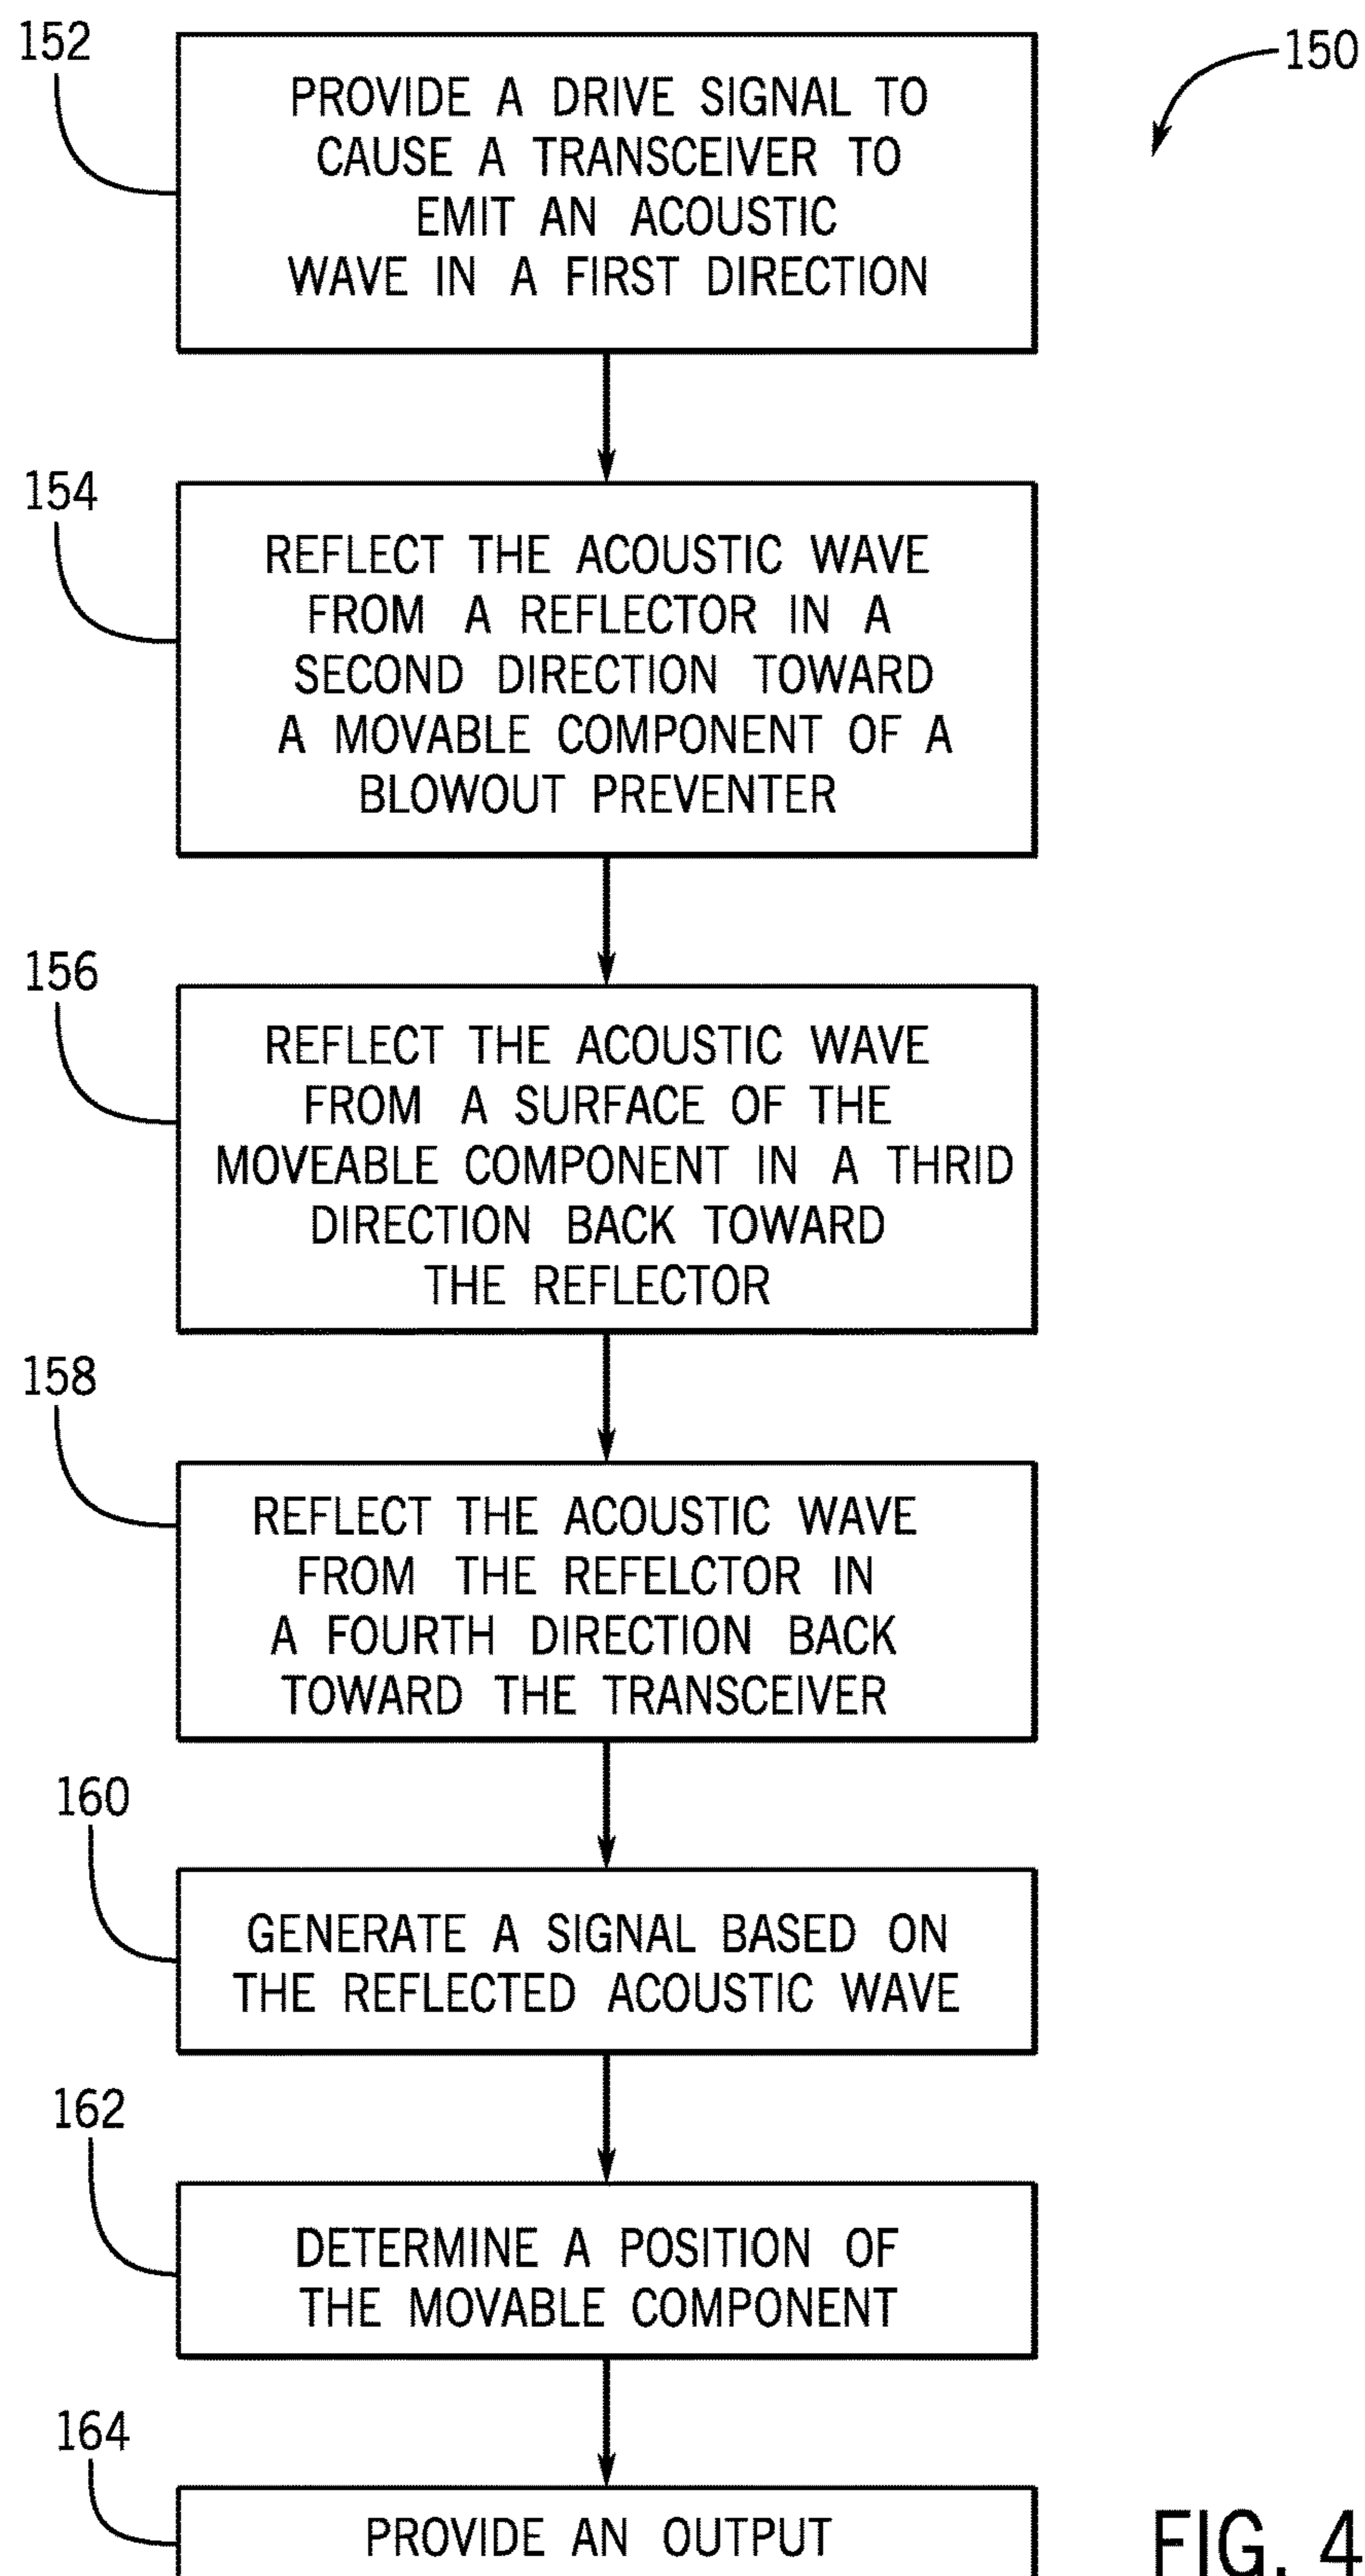 152
150
PROVIDE A DRIVE SIGNAL TO
CAUSE A TRANSCEIVER TO
EMIT AN ACOUSTIC
WAVE IN A FIRST DIRECTION
154
REFLECT THE ACOUSTIC WAVE
FROM A REFLECTOR IN A
SECOND DIRECTION TOWARD
A MOVABLE COMPONENT OF A
BLOWOUT PREVENTER
156
REFLECT THE ACOUSTIC WAVE
FROM A SURFACE OF THE
MOVEABLE COMPONENT IN A THRID
DIRECTION BACK TOWARD
THE REFLECTOR
158
REFLECT THE ACOUSTIC WAVE
FROM THE REFELCTOR IN
A FOURTH DIRECTION BACK
TOWARD THE TRANSCEIVER
160
GENERATE A SIGNAL BASED ON
THE REFLECTED ACOUSTIC WAVE
162
DETERMINE A POSITION OF
THE MOVABLE COMPONENT
164
PROVIDE AN OUTPUT
FIG. 4